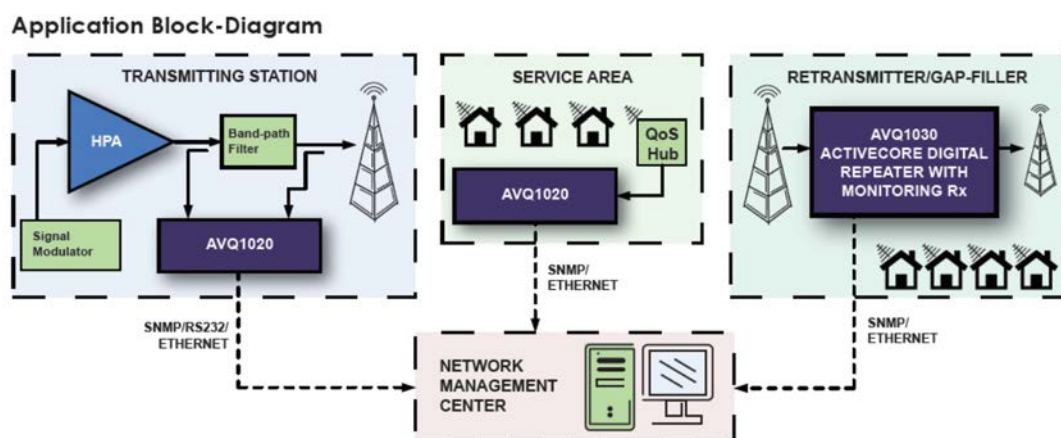 Application Block-Diagram
TRANSMITTING STATION
HPA
Band-path
Filter
Signal
Modulator
AVQ1020
SERVICE AREA
QoS
Hub
AVQ1020
RETRANSMITTER/GAP-FILLER
AVQ1030
ACTIVECORE DIGITAL
REPEATER WITH
MONITORING Rx
SNMP/RS232/
ETHERNET
SNMP/
ETHERNET
SNMP/
ETHERNET
NETWORK
MANAGEMENT
CENTER